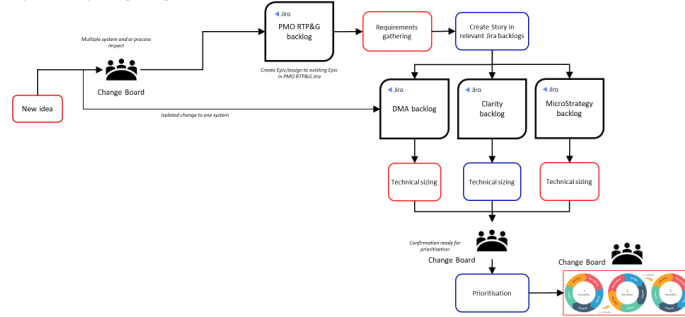 Multiple system and or process
impact
Change Board
New idea
Jira
PMO RTP&G
backlog
Create Epic/assign to existing Epic
in PMO RTP&G Jira
Requirements
gathering
Create Story in
relevant Jira backlogs
Isolated change to one system
Jira
DMA backlog
Jira
Clarity
backlog
Jira
MicroStrategy
backlog
Technical sizing
Technical sizing
Technical sizing
Confirmation ready for
prioritisation
Change Board
Prioritisation
Change Board